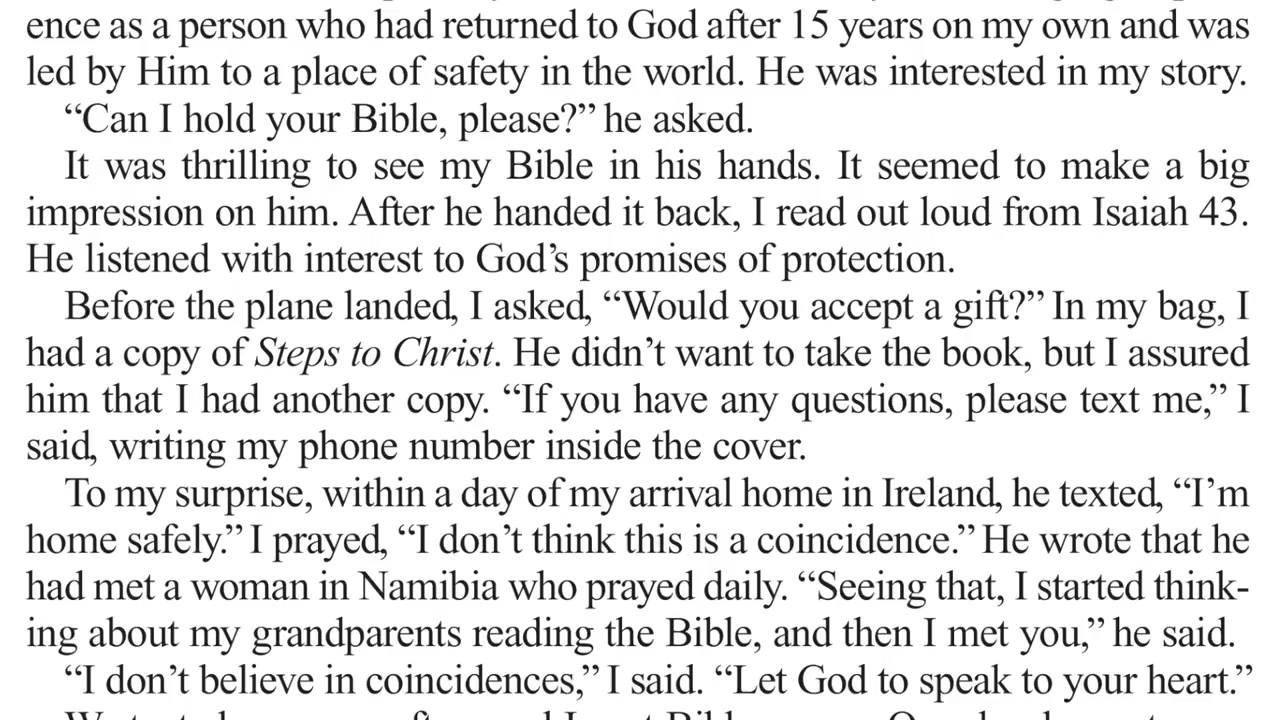 ence as a person who had returned to God after 15 years on my own and was
led by Him to a place of safety in the world. He was interested in my story.
“Can I hold your Bible, please?” he asked.
It was thrilling to see my Bible in his hands. It seemed to make a big
impression on him. After he handed it back, I read out loud from Isaiah 43.
He listened with interest to God’s promises of protection.
Before the plane landed, I asked, “Would you accept a gift?” In my bag, I
had a copy of Steps to Christ. He didn’t want to take the book, but I assured
him that I had another copy. “If you have any questions, please text me,” I
said, writing my phone number inside the cover.
To my surprise, within a day of my arrival home in Ireland, he texted, “I’m
home safely.” I prayed, “I don’t think this is a coincidence.” He wrote that he
had met a woman in Namibia who prayed daily. “Seeing that, I started think-
ing about my grandparents reading the Bible, and then I met you,” he said.
“I don’t believe in coincidences,” I said. “Let God to speak to your heart.”